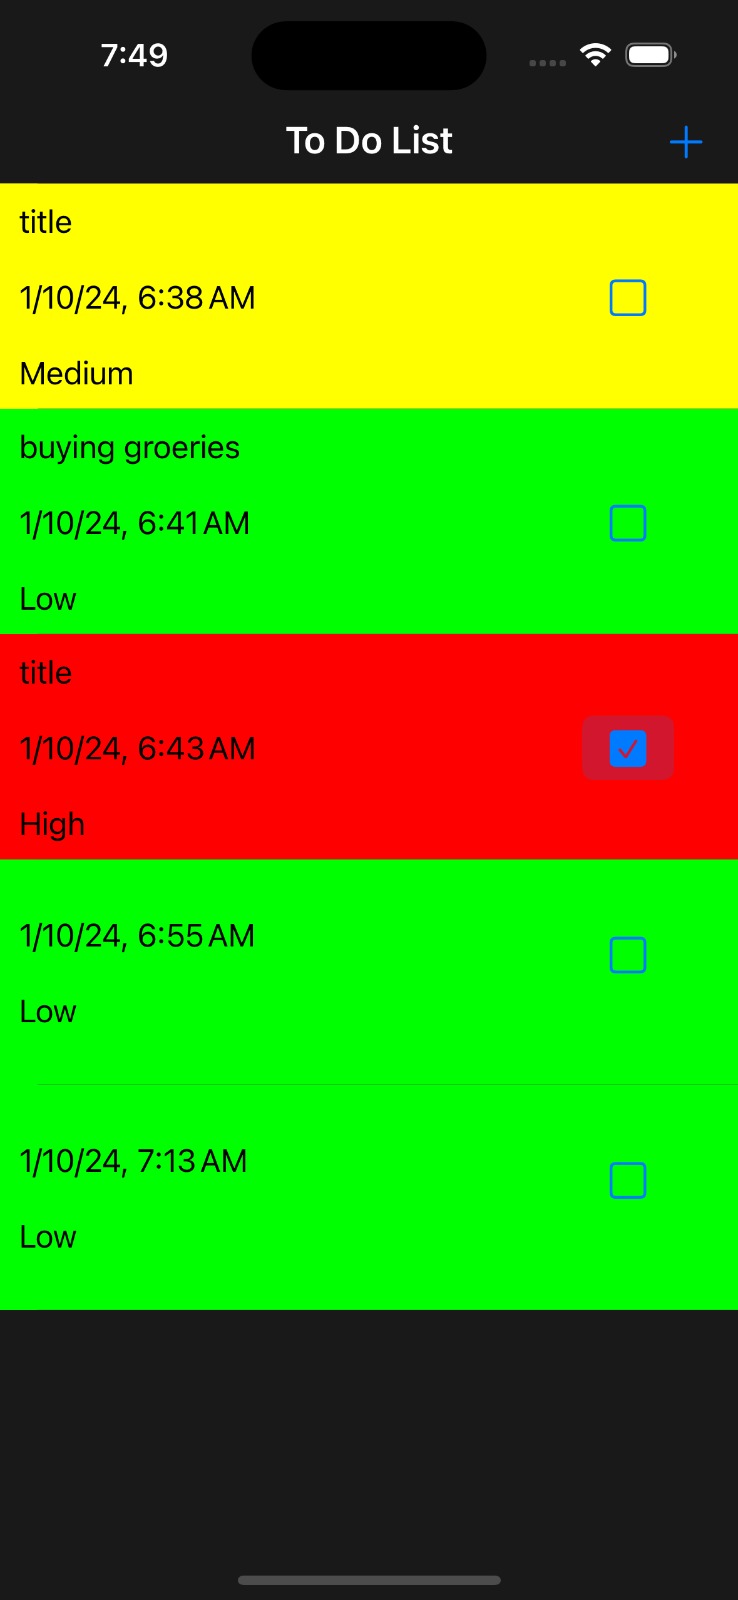 7:49
To Do List
title
1/10/24, 6:38 AM
Medium
buying groeries
1/10/24, 6:41 AM
Low
title
1/10/24, 6:43 AM
High
1/10/24, 6:55 AM
Low
1/10/24, 7:13 AM
Low